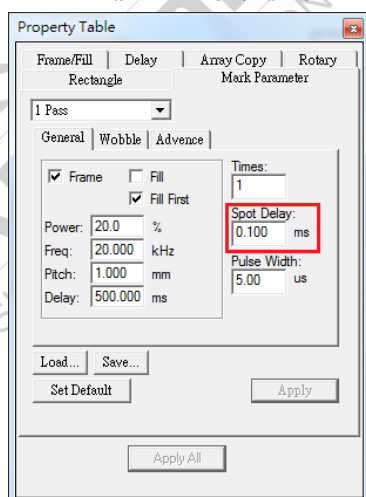 Property Table
Frame/Fill Delay Array Copy Rotary
Rectangle Mark Parameter
1 Pass
General Wobble Advence
Frame Fill
Fill First
Power: 20.0 %
Freq: 20.000 kHz
Pitch: 1.000 mm
Delay: 500.000 ms
Times:
1
Spot Delay:
0.100 ms
Pulse Width:
5.00 us
Load... Save...
Set Default Apply
Apply All